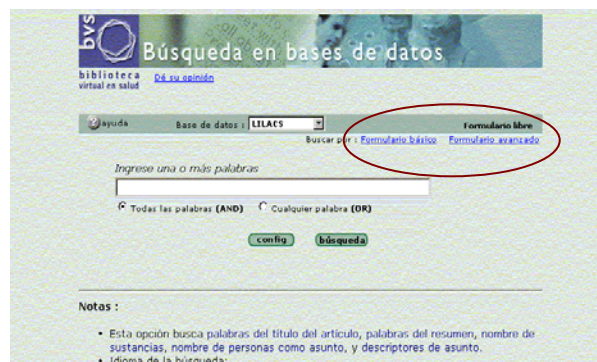 bvs
Búsqueda en bases de datos
biblioteca
virtual en salud
Dé su opinión
ayuda Base de datos : LILACS Formulario libre
Buscar por : Formulario básico Formulario avanzado
Ingrese una o más palabras
Todas las palabras (AND) Cualquier palabra (OR)
config búsqueda
Notas :
• Esta opción busca palabras del título del artículo, palabras del resumen, nombre de
sustancias, nombre de personas como asunto, y descriptores de asunto.
• Idioma de la búsqueda: